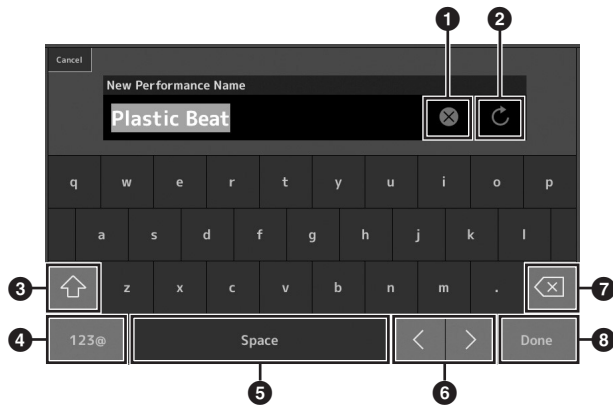 1 2
Cancel
New Performance Name
Plastic Beat
q w e r t y u i o p
a s d f g h j k l
3 z x c v b n m . 7
4 123@ Space < > Done 8
5 6